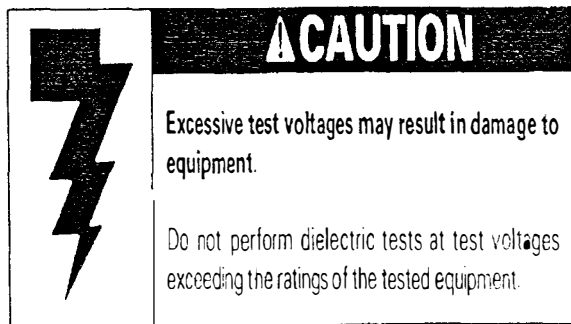 CAUTION
Excessive test voltages may result in damage to
equipment.
Do not perform dielectric tests at test voltages
exceeding the ratings of the tested equipment.